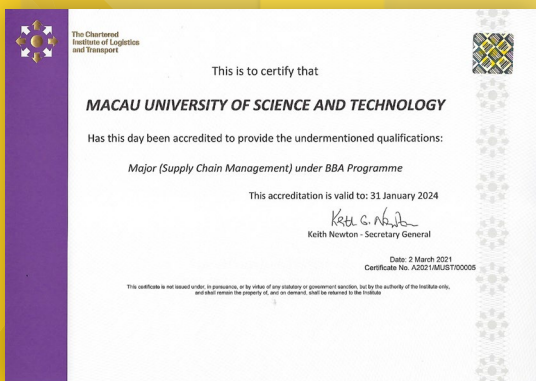 The Chartered
Institute of Logistics
and Transport
This is to certify that
MACAU UNIVERSITY OF SCIENCE AND TECHNOLOGY
Has this day been accredited to provide the undermentioned qualifications:
Major (Supply Chain Management) under BBA Programme
This accreditation is valid to: 31 January 2024
Keith G. Newton
Keith Newton - Secretary General
Date: 2 March 2021
Certificate No. A2021/MUST/00006
This certificate is not issued under, in pursuance, or by virtue of any statutory or government sanction, but by the authority of the Institute only,
and shall remain the property of, and on demand, shall be returned to the Institute